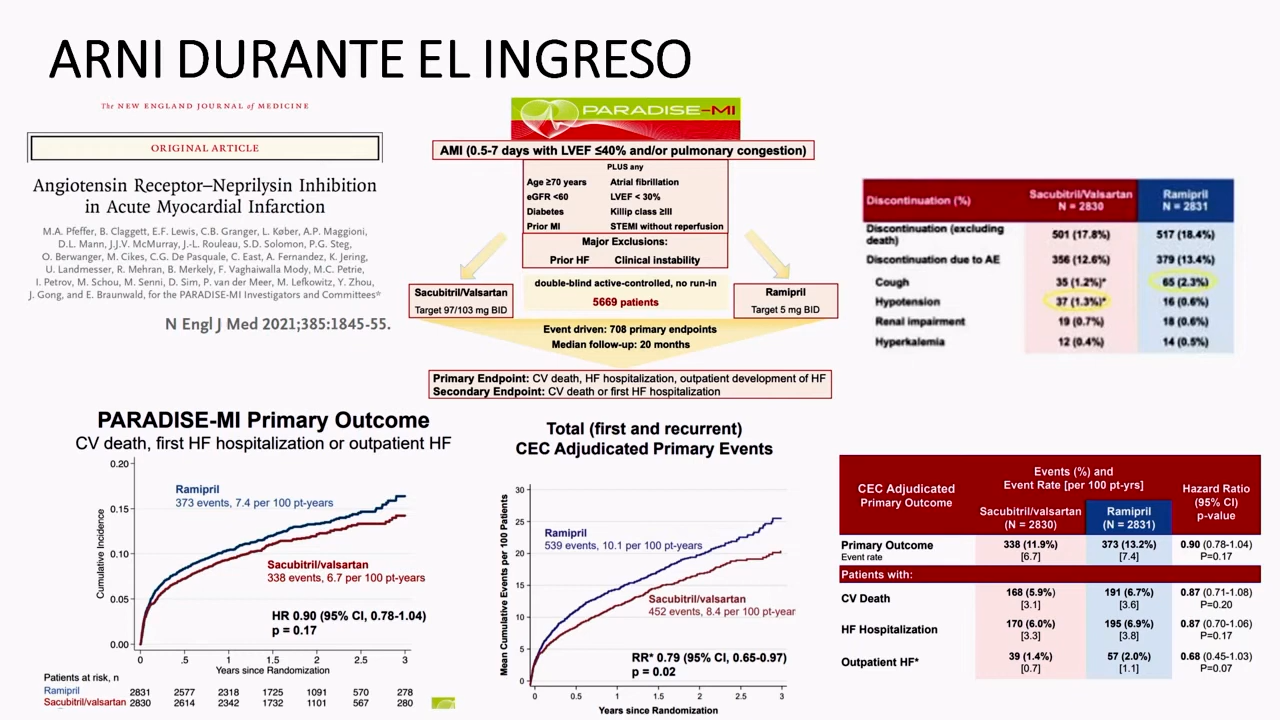 ARNI DURANTE EL INGRESO
The NEW ENGLAND JOURNAL of MEDICINE
ORIGINAL ARTICLE
Angiotensin Receptor–Neprilysin Inhibition
in Acute Myocardial Infarction
M.A. Pfeffer, B. Claggett, E.F. Lewis, C.B. Granger, L. Køber, A.P. Maggioni,
D.L. Mann, J.J.V. McMurray, J.-L. Rouleau, S.D. Solomon, P.G. Steg,
O. Berwanger, M. Cikes, C.G. De Pasquale, C. East, A. Fernandez, K. Jering,
U. Landmesser, R. Mehran, B. Merkely, F. Vaghaiwalla Mody, M.C. Petrie,
I. Petrov, M. Schou, M. Senni, D. Sim, P. van der Meer, M. Lefkowitz, Y. Zhou,
J. Gong, and E. Braunwald, for the PARADISE-MI Investigators and Committees*
N Engl J Med 2021;385:1845-55.
PARADISE–MI
AMI (0.5-7 days with LVEF ≤40% and/or pulmonary congestion)
PLUS any
Age ≥70 years Atrial fibrillation
eGFR <60 LVEF < 30%
Diabetes Killip class ≥III
Prior MI STEMI without reperfusion
Major Exclusions:
Prior HF Clinical instability
double-blind active-controlled, no run-in
5669 patients
Sacubitril/Valsartan
Target 97/103 mg BID
Ramipril
Target 5 mg BID
Event driven: 708 primary endpoints
Median follow-up: 20 months
Primary Endpoint: CV death, HF hospitalization, outpatient development of HF
Secondary Endpoint: CV death or first HF hospitalization
Discontinuation (%) Sacubitril/Valsartan N = 2830 Ramipril N = 2831
Discontinuation (excluding death) 501 (17.8%) 517 (18.4%)
Discontinuation due to AE 356 (12.6%) 379 (13.4%)
Cough 35 (1.2%)* 65 (2.3%)
Hypotension 37 (1.3%)* 16 (0.6%)
Renal impairment 19 (0.7%) 18 (0.6%)
Hyperkalemia 12 (0.4%) 14 (0.5%)
PARADISE-MI Primary Outcome
CV death, first HF hospitalization or outpatient HF
Cumulative Incidence
0.20
0.15
0.10
0.05
0.00
Ramipril
373 events, 7.4 per 100 pt-years
Sacubitril/valsartan
338 events, 6.7 per 100 pt-years
HR 0.90 (95% CI, 0.78-1.04)
p = 0.17
0 .5 1 1.5 2 2.5 3
Years since Randomization
Patients at risk, n
Ramipril 2831 2577 2318 1725 1091 570 278
Sacubitril/valsartan 2830 2614 2342 1732 1101 567 280
Total (first and recurrent)
CEC Adjudicated Primary Events
Mean Cumulative Events per 100 Patients
30
25
20
15
10
5
0
Ramipril
539 events, 10.1 per 100 pt-years
Sacubitril/valsartan
452 events, 8.4 per 100 pt-year
RR* 0.79 (95% CI, 0.65-0.97)
p = 0.02
0 0.5 1 1.5 2 2.5 3
Years since Randomization
CEC Adjudicated Primary Outcome
Events (%) and
Event Rate [per 100 pt-yrs]
Sacubitril/valsartan (N = 2830)
Ramipril (N = 2831)
Hazard Ratio
(95% CI)
p-value
Primary Outcome 338 (11.9%) 373 (13.2%) 0.90 (0.78-1.04)
Event rate [6.7] [7.4] P=0.17
Patients with:
CV Death 168 (5.9%) 191 (6.7%) 0.87 (0.71-1.08)
[3.1] [3.6] P=0.20
HF Hospitalization 170 (6.0%) 195 (6.9%) 0.87 (0.70-1.06)
[3.3] [3.8] P=0.17
Outpatient HF* 39 (1.4%) 57 (2.0%) 0.68 (0.45-1.03)
[0.7] [1.1] P=0.07